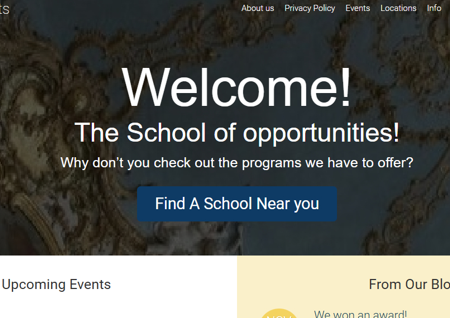 About us Privacy Policy Events Locations Info
Welcome!
The School of opportunities!
Why don't you check out the programs we have to offer?
Find A School Near you
Upcoming Events
From Our Blo
We won an award!